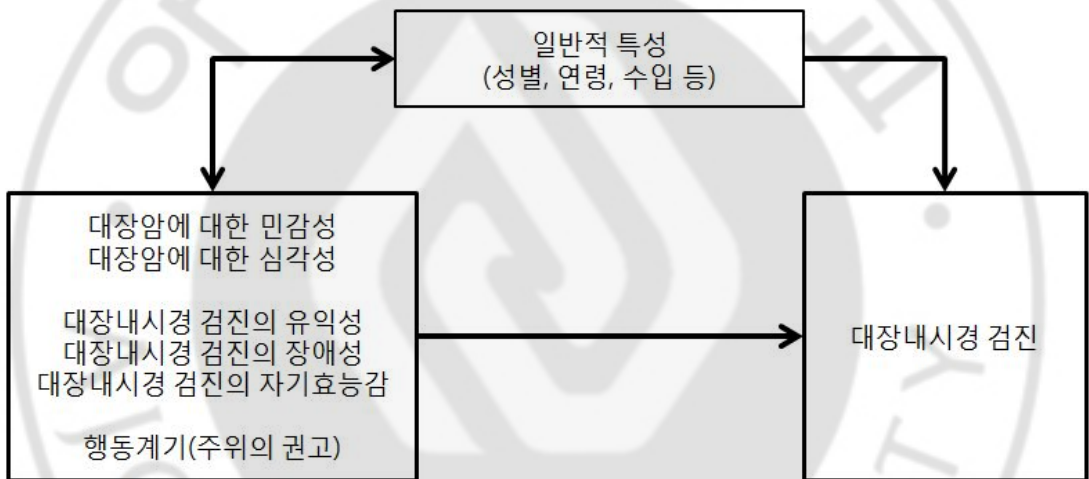 일반적 특성
(성별, 연령, 수입 등)
대장암에 대한 민감성
대장암에 대한 심각성
대장내시경 검진의 유익성
대장내시경 검진의 장애성
대장내시경 검진의 자기효능감
행동계기(주위의 권고)
대장내시경 검진